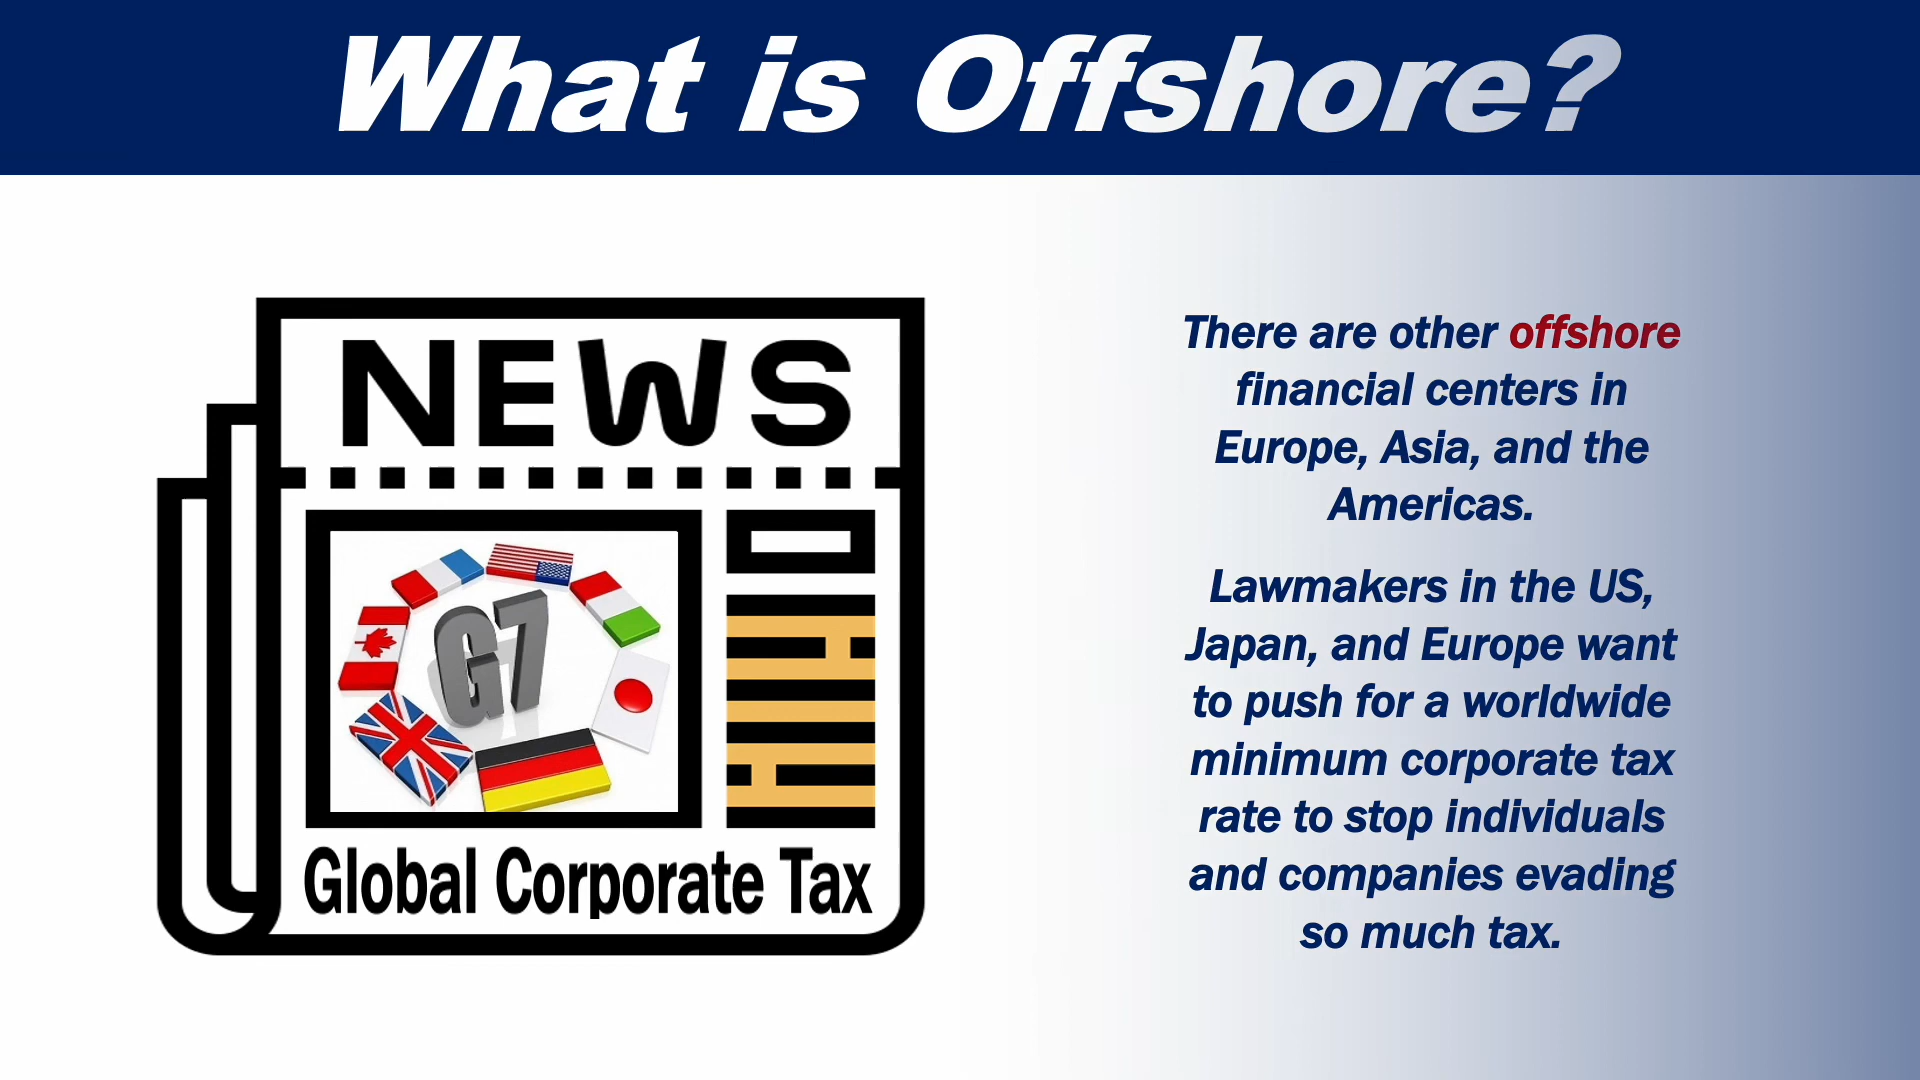 What is Offshore?
NEWS
G7
Global Corporate Tax
There are other offshore
financial centers in
Europe, Asia, and the
Americas.
Lawmakers in the US,
Japan, and Europe want
to push for a worldwide
minimum corporate tax
rate to stop individuals
and companies evading
so much tax.